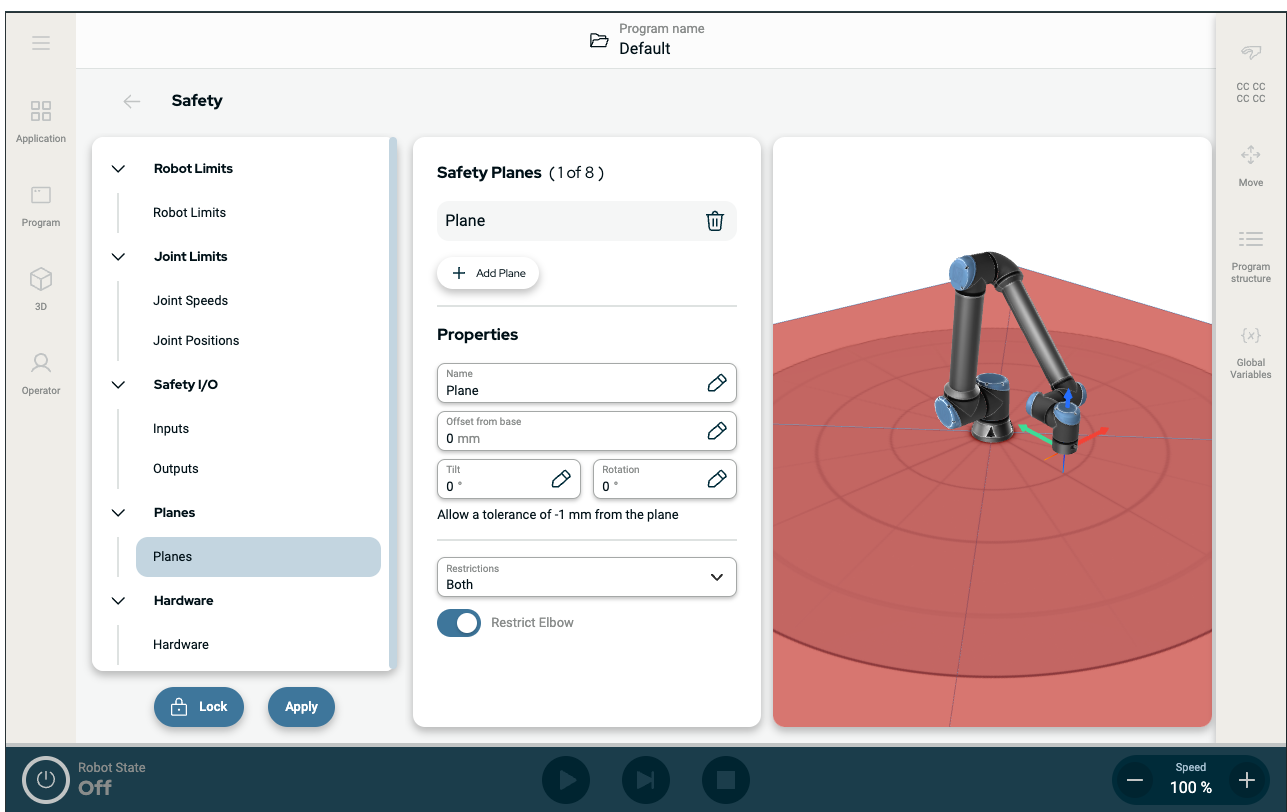 Program name
Default
Application
Program
3D
Operator
Safety
Robot Limits
Robot Limits
Joint Limits
Joint Speeds
Joint Positions
Safety I/O
Inputs
Outputs
Planes
Planes
Hardware
Hardware
Lock
Apply
Safety Planes (1 of 8)
Plane
Add Plane
Properties
Name
Plane
Offset from base
0 mm
Tilt
0 °
Rotation
0 °
Allow a tolerance of -1 mm from the plane
Restrictions
Both
Restrict Elbow
CC CC
CC CC
Move
Program
structure
{x}
Global
Variables
Robot State
Off
Speed
100 %